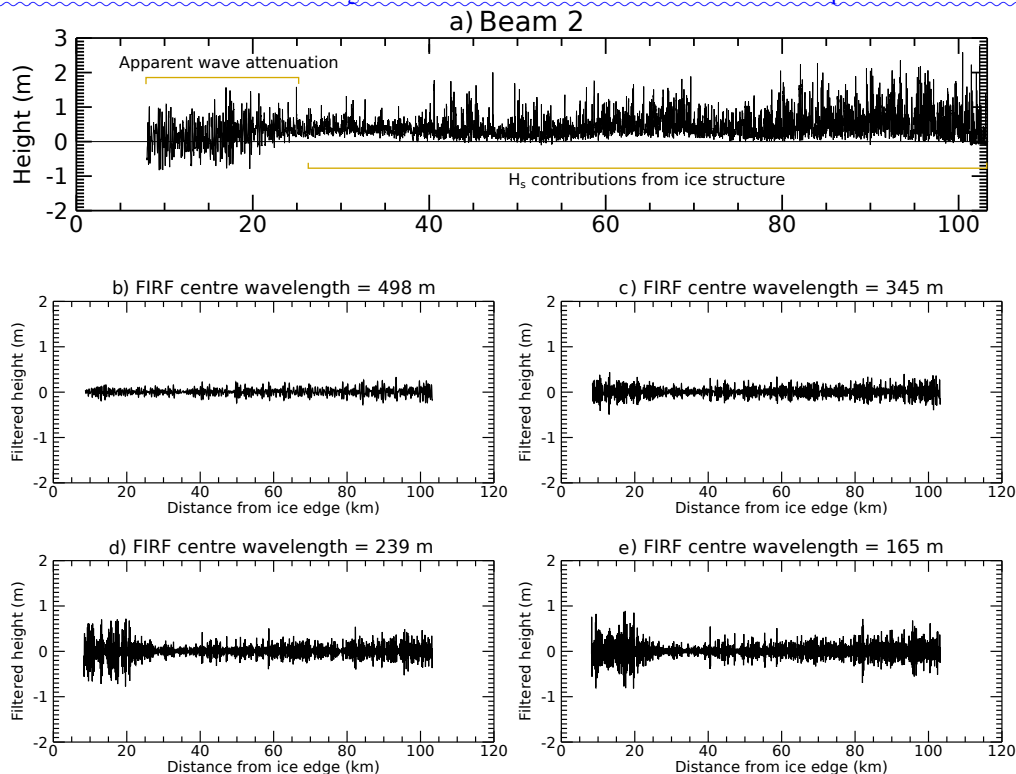 a) Beam 2
3
2
1
0
-1
-2
Height (m)
Apparent wave attenuation
Hₛ contributions from ice structure
0 20 40 60 80 100
b) FIRF centre wavelength = 498 m
2
1
0
-1
-2
Filtered height (m)
0 20 40 60 80 100 120
Distance from ice edge (km)
c) FIRF centre wavelength = 345 m
2
1
0
-1
-2
Filtered height (m)
0 20 40 60 80 100 120
Distance from ice edge (km)
d) FIRF centre wavelength = 239 m
2
1
0
-1
-2
Filtered height (m)
0 20 40 60 80 100 120
Distance from ice edge (km)
e) FIRF centre wavelength = 165 m
2
1
0
-1
-2
Filtered height (m)
0 20 40 60 80 100 120
Distance from ice edge (km)